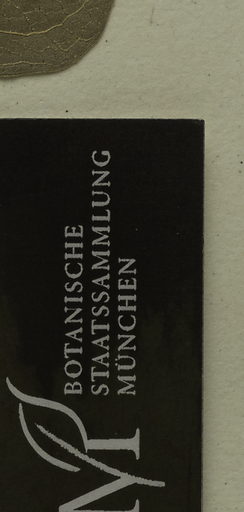 BOTANISCHE
STAATSSAMMLUNG
MÜNCHEN
M